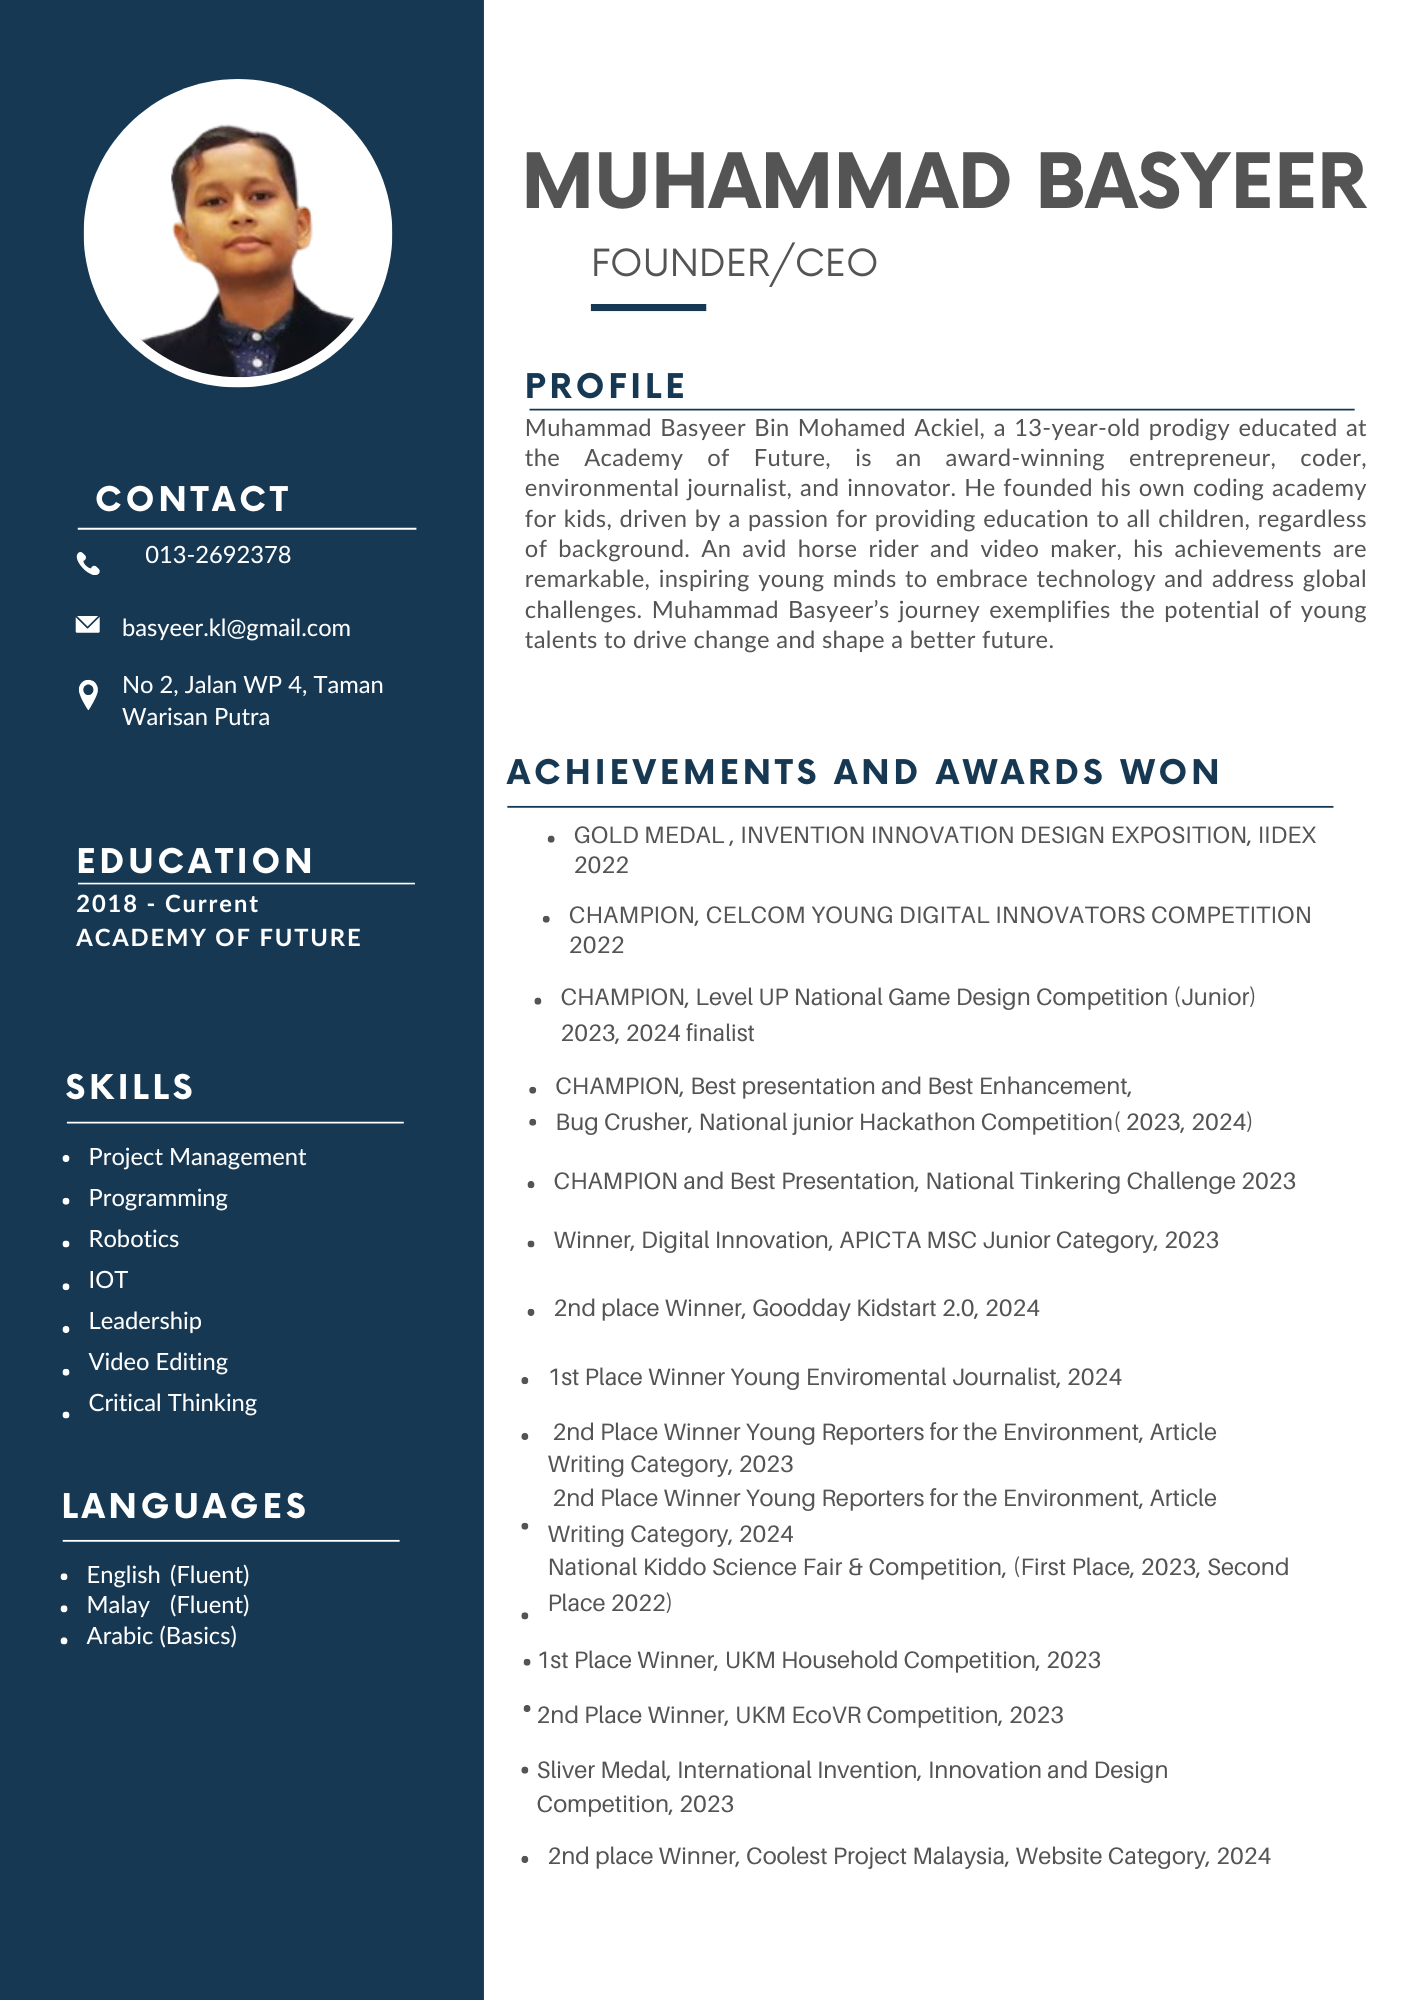 MUHAMMAD BASYEER
FOUNDER/CEO
PROFILE
Muhammad Basyeer Bin Mohamed Ackiel, a 13-year-old prodigy educated at
the Academy of Future, is an award-winning entrepreneur, coder,
environmental journalist, and innovator. He founded his own coding academy
for kids, driven by a passion for providing education to all children, regardless
of background. An avid horse rider and video maker, his achievements are
remarkable, inspiring young minds to embrace technology and address global
challenges. Muhammad Basyeer’s journey exemplifies the potential of young
talents to drive change and shape a better future.
CONTACT
013-2692378
basyeer.kl@gmail.com
No 2, Jalan WP 4, Taman
Warisan Putra
EDUCATION
2018 - Current
ACADEMY OF FUTURE
SKILLS
• Project Management
• Programming
• Robotics
• IOT
• Leadership
• Video Editing
• Critical Thinking
LANGUAGES
• English (Fluent)
• Malay (Fluent)
• Arabic (Basics)
ACHIEVEMENTS AND AWARDS WON
• GOLD MEDAL , INVENTION INNOVATION DESIGN EXPOSITION, IIDEX
2022
• CHAMPION, CELCOM YOUNG DIGITAL INNOVATORS COMPETITION
2022
• CHAMPION, Level UP National Game Design Competition (Junior)
2023, 2024 finalist
• CHAMPION, Best presentation and Best Enhancement,
• Bug Crusher, National junior Hackathon Competition( 2023, 2024)
• CHAMPION and Best Presentation, National Tinkering Challenge 2023
• Winner, Digital Innovation, APICTA MSC Junior Category, 2023
• 2nd place Winner, Goodday Kidstart 2.0, 2024
• 1st Place Winner Young Enviromental Journalist, 2024
• 2nd Place Winner Young Reporters for the Environment, Article
Writing Category, 2023
2nd Place Winner Young Reporters for the Environment, Article
• Writing Category, 2024
National Kiddo Science Fair & Competition, (First Place, 2023, Second
• Place 2022)
• 1st Place Winner, UKM Household Competition, 2023
• 2nd Place Winner, UKM EcoVR Competition, 2023
• Sliver Medal, International Invention, Innovation and Design
Competition, 2023
• 2nd place Winner, Coolest Project Malaysia, Website Category, 2024